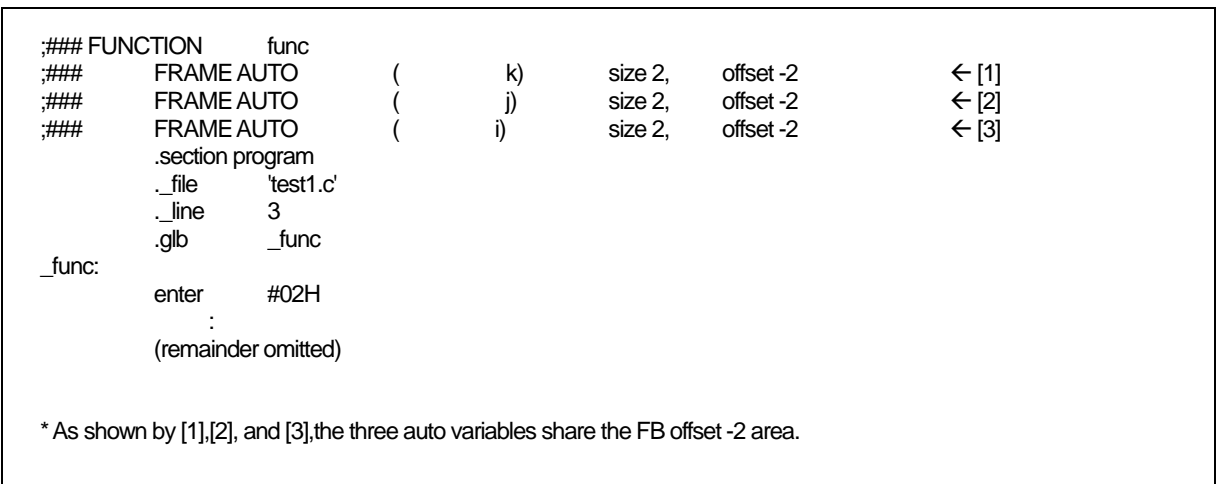 ;### FUNCTION func
;### FRAME AUTO ( k) size 2, offset -2 ← [1]
;### FRAME AUTO ( j) size 2, offset -2 ← [2]
;### FRAME AUTO ( i) size 2, offset -2 ← [3]
.section program
._file 'test1.c'
._line 3
.glb _func
_func:
enter #02H
:
(remainder omitted)
* As shown by [1],[2], and [3],the three auto variables share the FB offset -2 area.